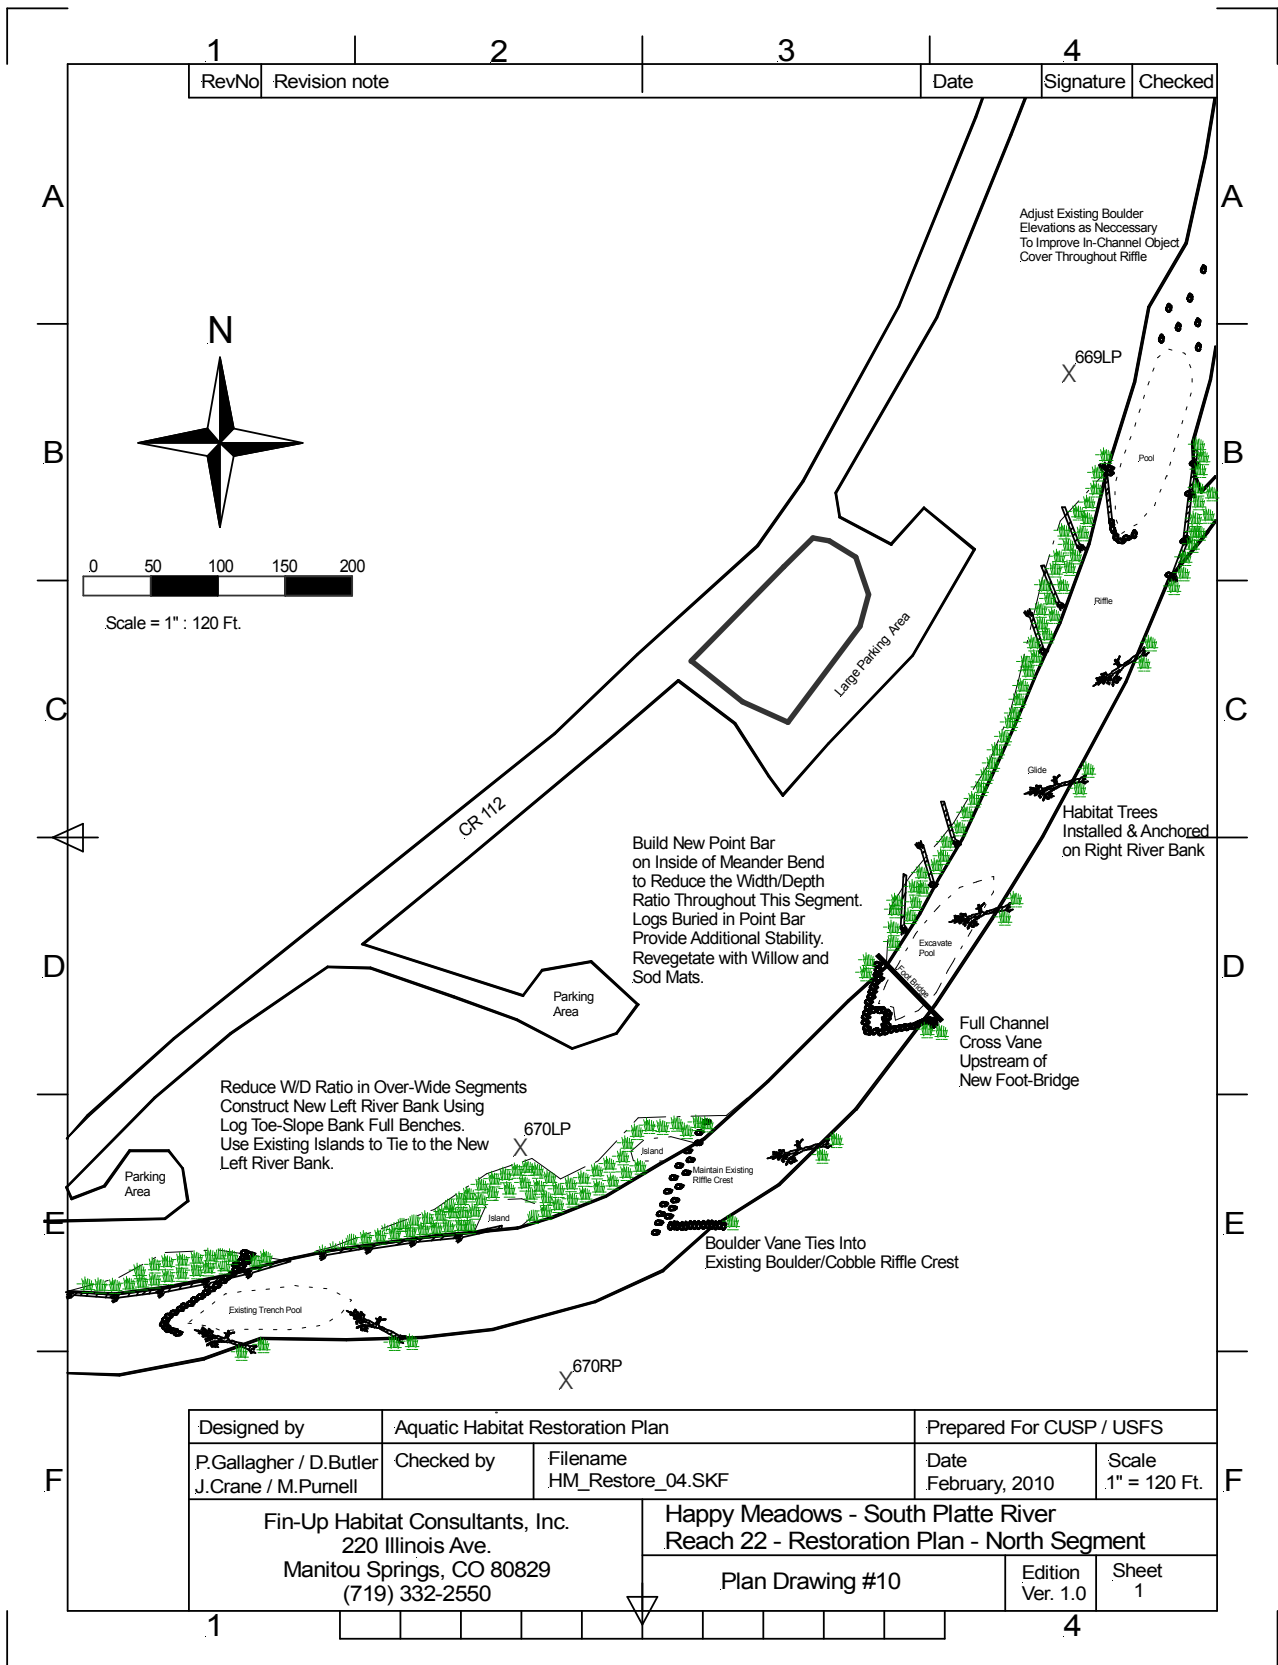 1 2 3 4
RevNo Revision note Date Signature Checked
A A
Adjust Existing Boulder
Elevations as Neccessary
To Improve In-Channel Object
Cover Throughout Riffle
N
669LP
B B
Pool
0 50 100 150 200
Scale = 1" : 120 Ft.
Riffle
Large Parking Area
C C
Glide
CR 112
Habitat Trees
Installed & Anchored
on Right River Bank
Build New Point Bar
on Inside of Meander Bend
to Reduce the Width/Depth
Ratio Throughout This Segment.
Logs Buried in Point Bar
Provide Additional Stability.
Revegetate with Willow and
Sod Mats.
Excavate
Pool
D D
Foot Bridge
Parking
Area
Full Channel
Cross Vane
Upstream of
New Foot-Bridge
Reduce W/D Ratio in Over-Wide Segments
Construct New Left River Bank Using
Log Toe-Slope Bank Full Benches.
Use Existing Islands to Tie to the New
Left River Bank.
670LP
Island
Maintain Existing
Riffle Crest
Parking
Area
Island
E E
Boulder Vane Ties Into
Existing Boulder/Cobble Riffle Crest
Existing Trench Pool
670RP
Designed by Aquatic Habitat Restoration Plan Prepared For CUSP / USFS
P.Gallagher / D.Butler
J.Crane / M.Purnell
Checked by
Filename
HM_Restore_04.SKF
Date
February, 2010
Scale
1" = 120 Ft.
F F
Fin-Up Habitat Consultants, Inc.
220 Illinois Ave.
Manitou Springs, CO 80829
(719) 332-2550
Happy Meadows - South Platte River
Reach 22 - Restoration Plan - North Segment
Plan Drawing #10
Edition
Ver. 1.0
Sheet
1
1 4